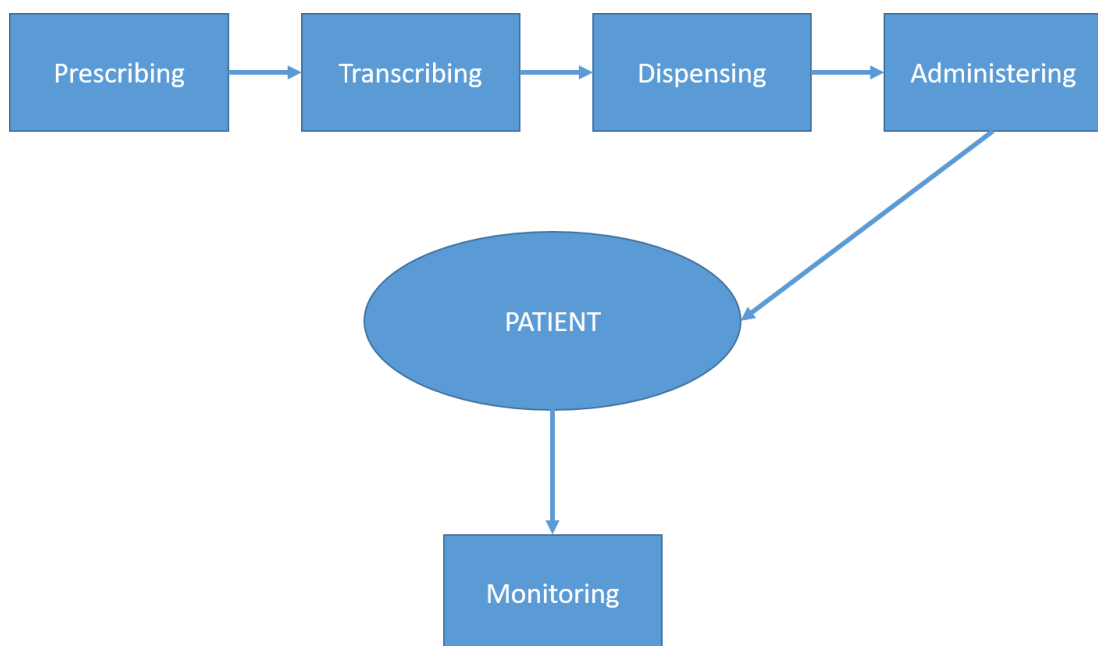 Prescribing
Transcribing
Dispensing
Administering
PATIENT
Monitoring